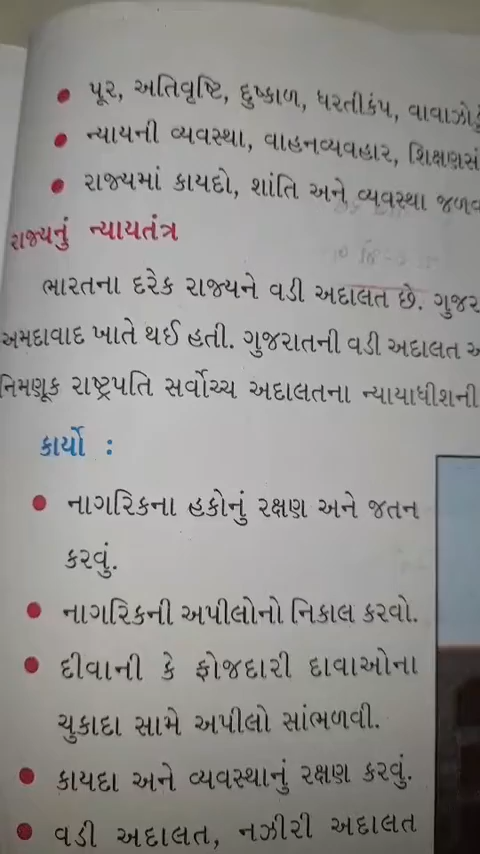 • પૂર, અતિવૃષ્ટિ, દુષ્કાળ, ધરતીકંપ,
• ન્યાયની વ્યવસ્થા, વાહનવ્યવહાર,
• રાજ્યમાં કાયદો, શાંતિ અને વ્યવસ્થા
રાજ્યનું ન્યાયતંત્ર
ભારતના દરેક રાજ્યને વડી અદાલત છે.
અમદાવાદ ખાતે થઈ હતી. ગુજરાતની વડી અદાલત
નિમણૂક રાષ્ટ્રપતિ સર્વોચ્ચ અદાલતના ન્યાયાધીશની
કાર્યો :
• નાગરિકના હકોનું રક્ષણ અને જતન
કરવું.
• નાગરિકની અપીલોનો નિકાલ કરવો.
• દીવાની કે ફોજદારી દાવાઓના
ચુકાદા સામે અપીલો સાંભળવી.
• કાયદા અને વ્યવસ્થાનું રક્ષણ કરવું.
• વડી અદાલત, નઝીરી અદાલત